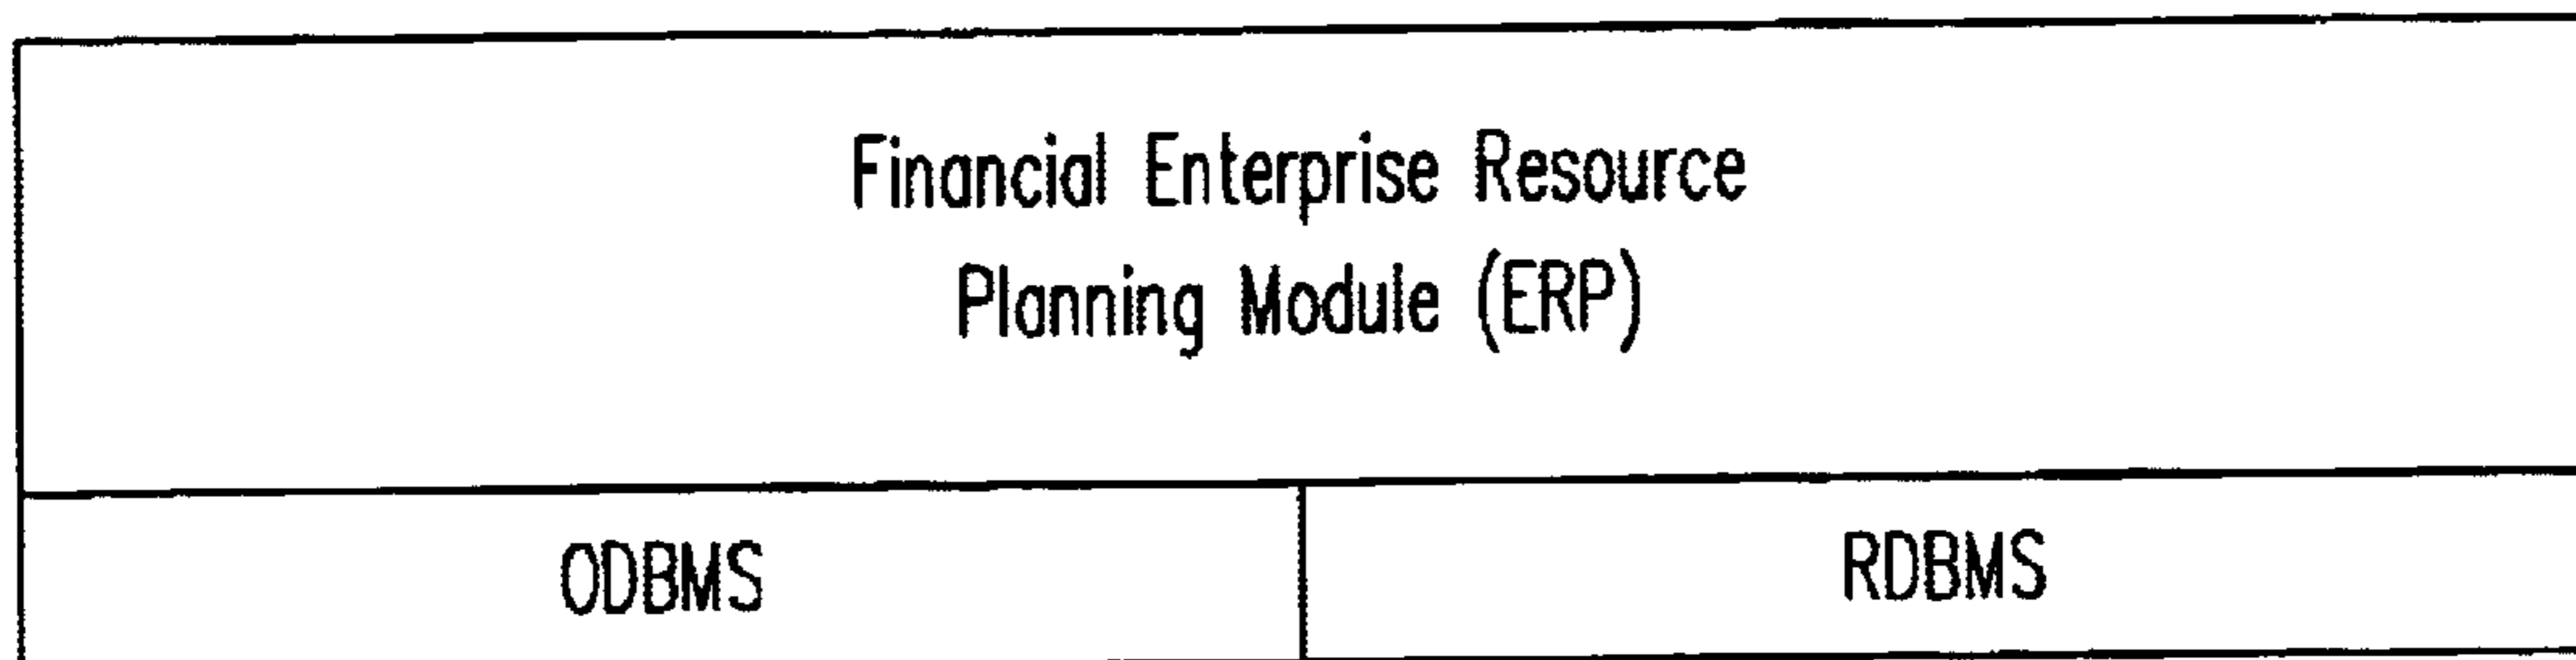 Financial Enterprise Resource
Planning Module (ERP)
ODBMS
RDBMS